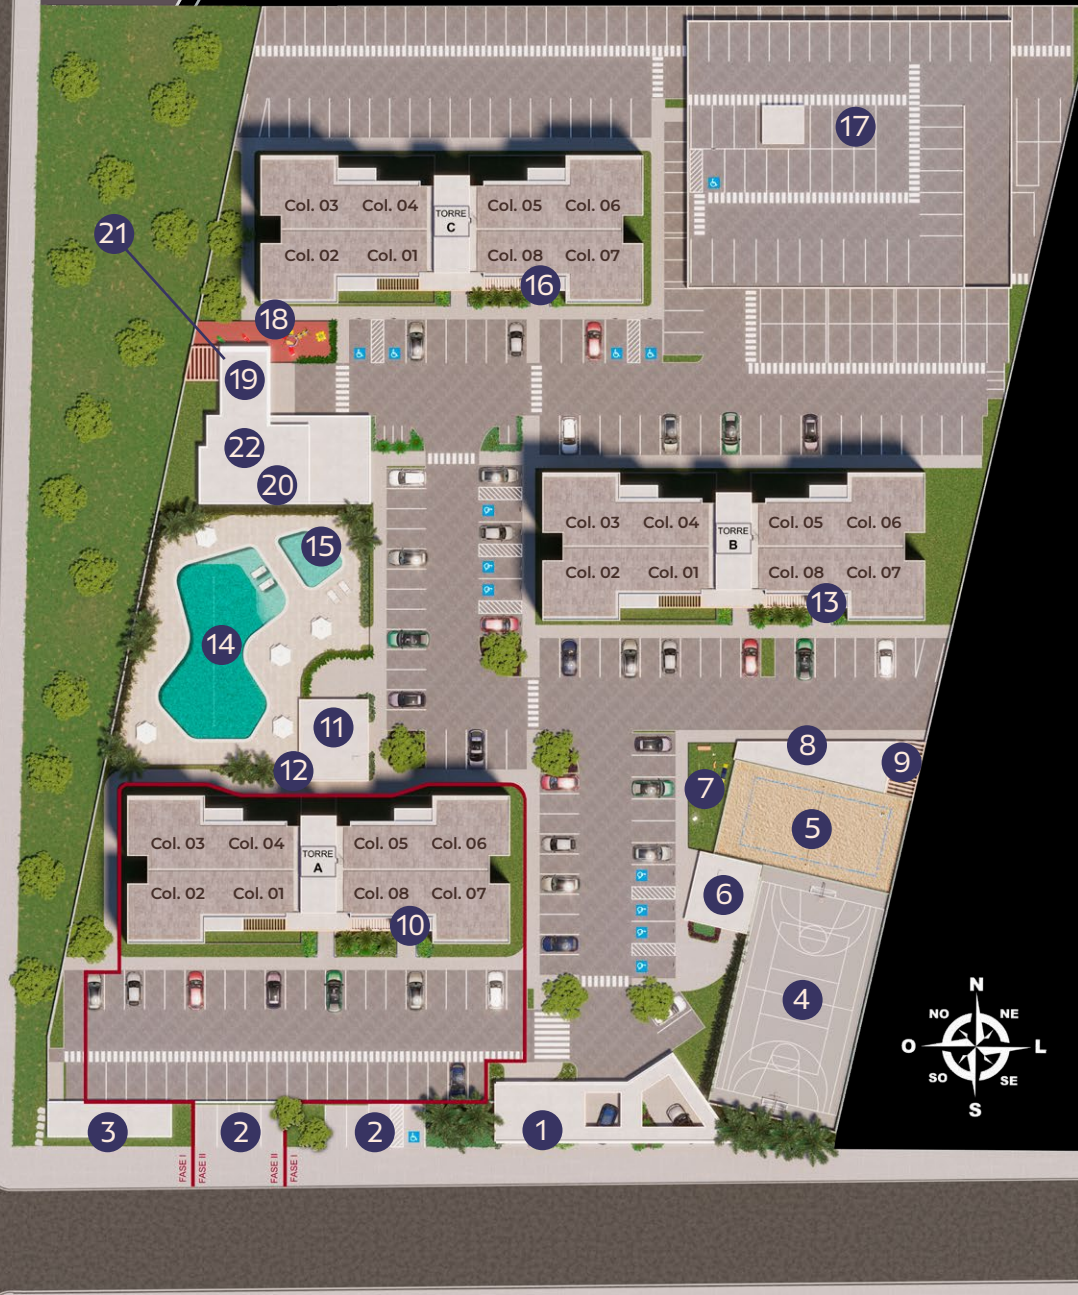 17
Col. 03 Col. 04 Col. 05 Col. 06
TORRE
C
Col. 02 Col. 01 Col. 08 Col. 07
21
16
18
19
22
20
Col. 03 Col. 04 Col. 05 Col. 06
TORRE
B
Col. 02 Col. 01 Col. 08 Col. 07
13
15
14
11
12
8
9
7
5
6
4
Col. 03 Col. 04 Col. 05 Col. 06
TORRE
A
Col. 02 Col. 01 Col. 08 Col. 07
10
N
NO NE
O L
SO SE
S
3
2
2
1
FASE I
FASE II
FASE II
FASE I